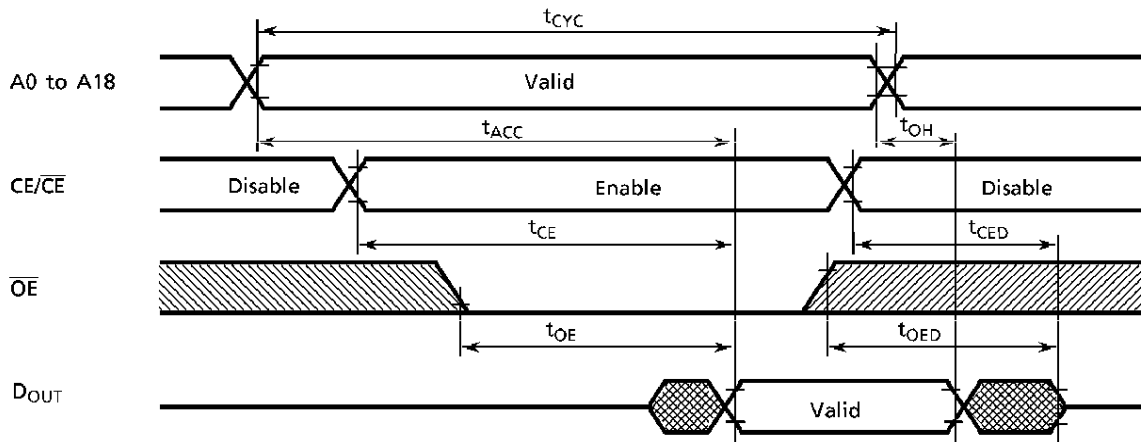 tCYC
A0 to A18
Valid
tACC
tOH
CE/CE
Disable
Enable
Disable
tCE
tCED
OE
tOE
tOED
DOUT
Valid